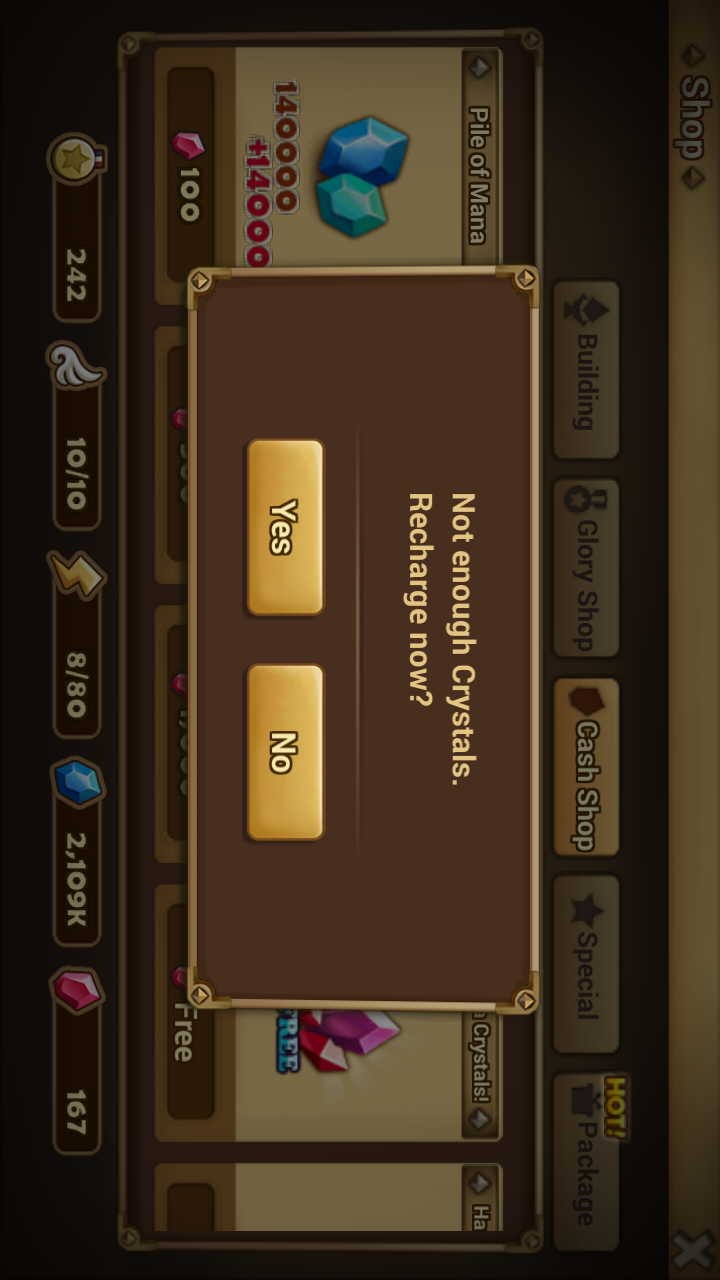 Shop
Building
Glory Shop
Cash Shop
Special
HOT!
Package
Pile of Mana
140000
+14000
100
Not enough Crystals.
Recharge now?
Yes
No
Crystals!
FREE
Free
Ha
242
10/10
8/80
2,109K
167